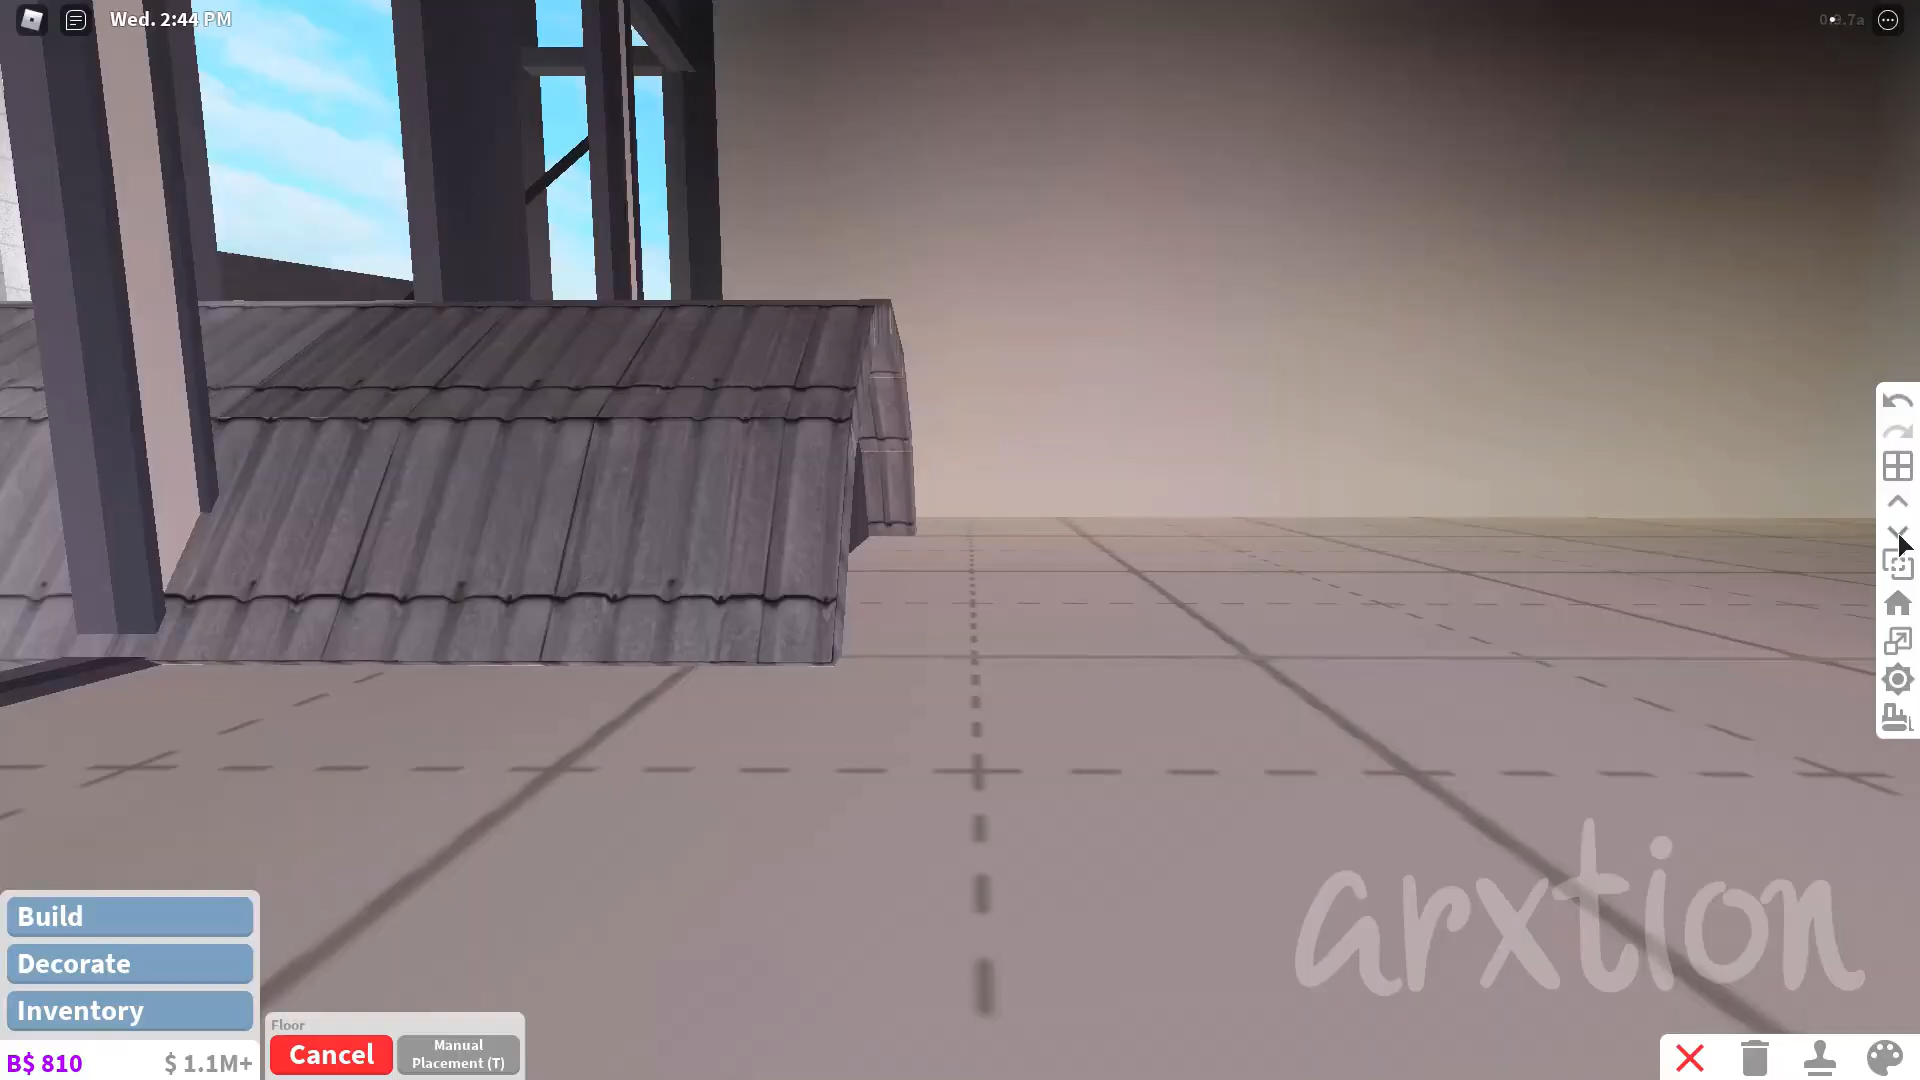 Wed. 2:44 PM
arxtion
Build
Decorate
Inventory
B$ 810
$ 1.1M+
Floor
Cancel
Manual
Placement (T)